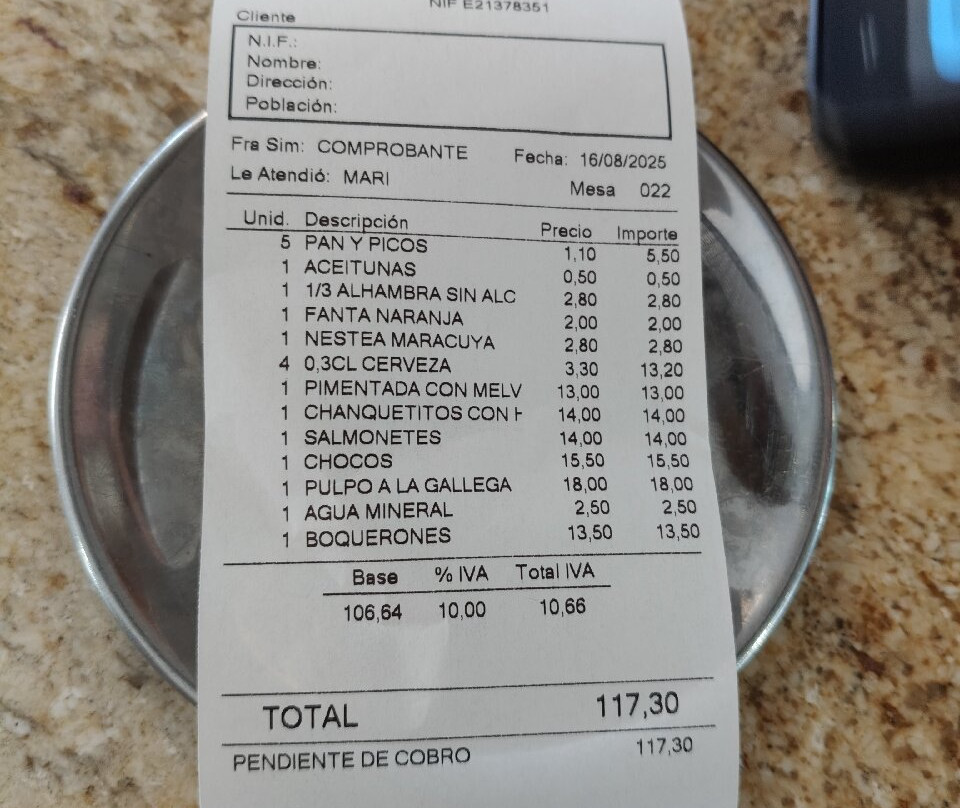 NIF E21378351
Cliente
N.I.F.:
Nombre:
Dirección:
Población:
Fra Sim: COMPROBANTE Fecha: 16/08/2025
Le Atendió: MARI Mesa 022
Unid. Descripción Precio Importe
5 PAN Y PICOS 1,10 5,50
1 ACEITUNAS 0,50 0,50
1 1/3 ALHAMBRA SIN ALC 2,80 2,80
1 FANTA NARANJA 2,00 2,00
1 NESTEA MARACUYA 2,80 2,80
4 0,3CL CERVEZA 3,30 13,20
1 PIMENTADA CON MELV 13,00 13,00
1 CHANQUETITOS CON 14,00 14,00
1 SALMONETES 14,00 14,00
1 CHOCOS 15,50 15,50
1 PULPO A LA GALLEGA 18,00 18,00
1 AGUA MINERAL 2,50 2,50
1 BOQUERONES 13,50 13,50
Base % IVA Total IVA
106,64 10,00 10,66
TOTAL 117,30
PENDIENTE DE COBRO 117,30